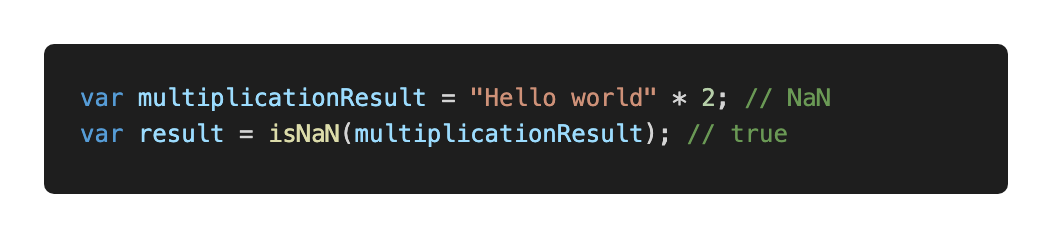 var multiplicationResult = "Hello world" * 2; // NaN
var result = isNaN(multiplicationResult); // true